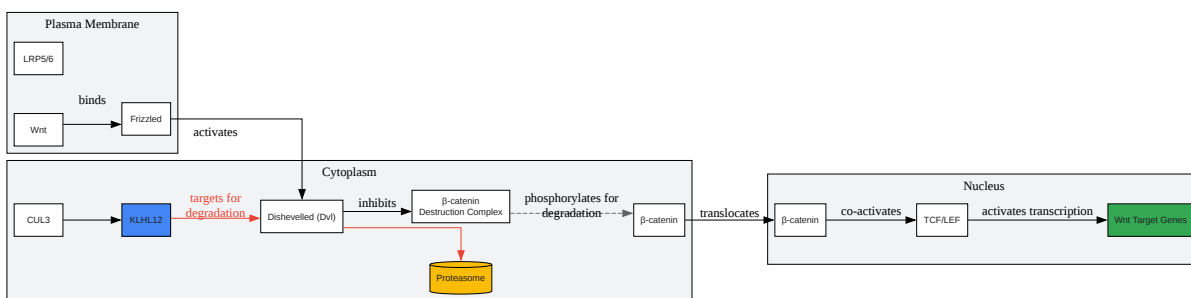 Plasma Membrane
LRP5/6
binds
Wnt
Frizzled
activates
Cytoplasm
CUL3
KLHL12
targets for
degradation
Dishevelled (Dvl)
inhibits
β-catenin
Destruction Complex
phosphorylates for
degradation
β-catenin
Proteasome
translocates
Nucleus
β-catenin
co-activates
TCF/LEF
activates transcription
Wnt Target Genes